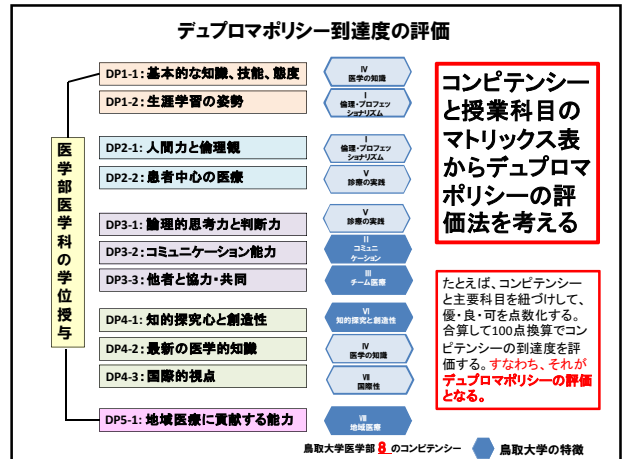 デュプロマポリシー到達度の評価
医学部医学科の学位授与
DP1-1：基本的な知識、技能、態度
Ⅳ
医学の知識
DP1-2：生涯学習の姿勢
Ⅰ
倫理・プロフェッ
ショナリズム
DP2-1：人間力と倫理観
Ⅰ
倫理・プロフェッ
ショナリズム
DP2-2：患者中心の医療
Ⅴ
診療の実践
DP3-1：論理的思考力と判断力
Ⅴ
診療の実践
DP3-2：コミュニケーション能力
Ⅱ
コミュニ
ケーション
DP3-3：他者と協力・共同
Ⅲ
チーム医療
DP4-1：知的探究心と創造性
Ⅵ
知的探究と創造性
DP4-2：最新の医学的知識
Ⅳ
医学の知識
DP4-3：国際的視点
Ⅶ
国際性
DP5-1：地域医療に貢献する能力
Ⅷ
地域医療
コンピテンシー
と授業科目の
マトリックス表
からデュプロマ
ポリシーの評
価法を考える
たとえば、コンピテンシー
と主要科目を紐づけして、
優・良・可を点数化する。
合算して100点換算でコン
ピテンシーの到達度を評
価する。すなわち、それが
デュプロマポリシーの評価
となる。
鳥取大学医学部 8 のコンピテンシー
鳥取大学の特徴